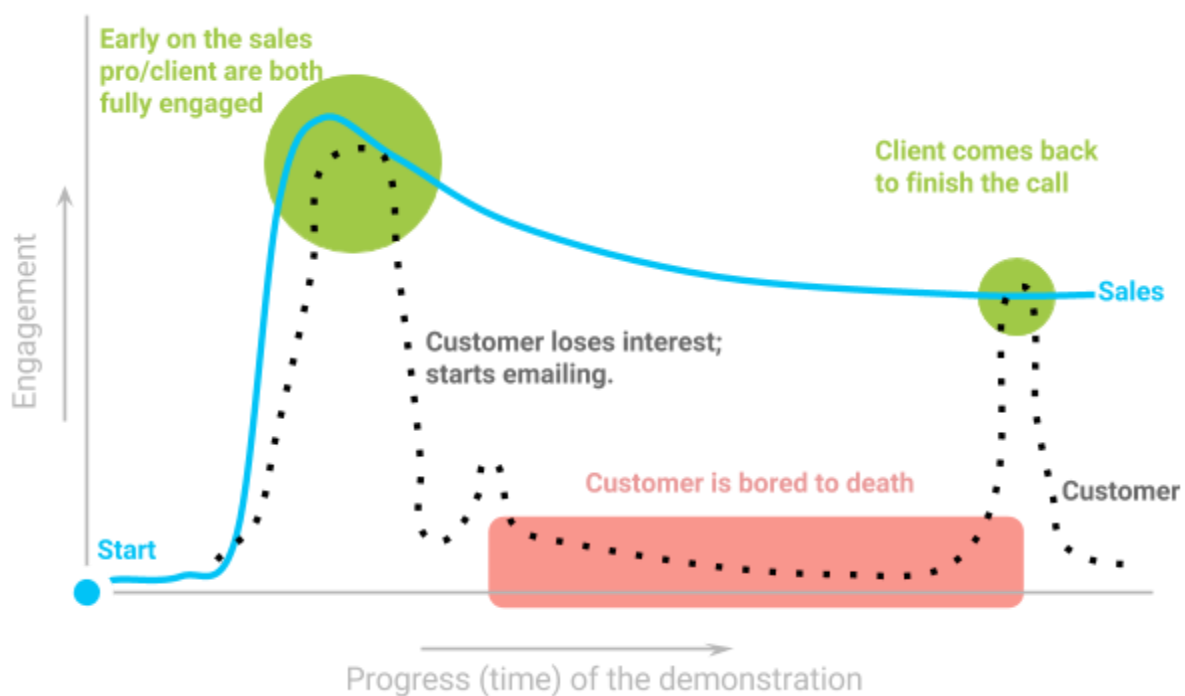 Early on the sales
pro/client are both
fully engaged
Client comes back
to finish the call
Engagement
Sales
Customer loses interest;
starts emailing.
Customer is bored to death
Customer
Start
Progress (time) of the demonstration